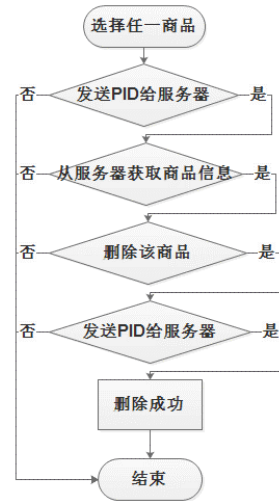 选择任一商品
否 发送PID给服务器 是
否 从服务器获取商品信息 是
否 删除该商品 是
否 发送PID给服务器 是
删除成功
结束